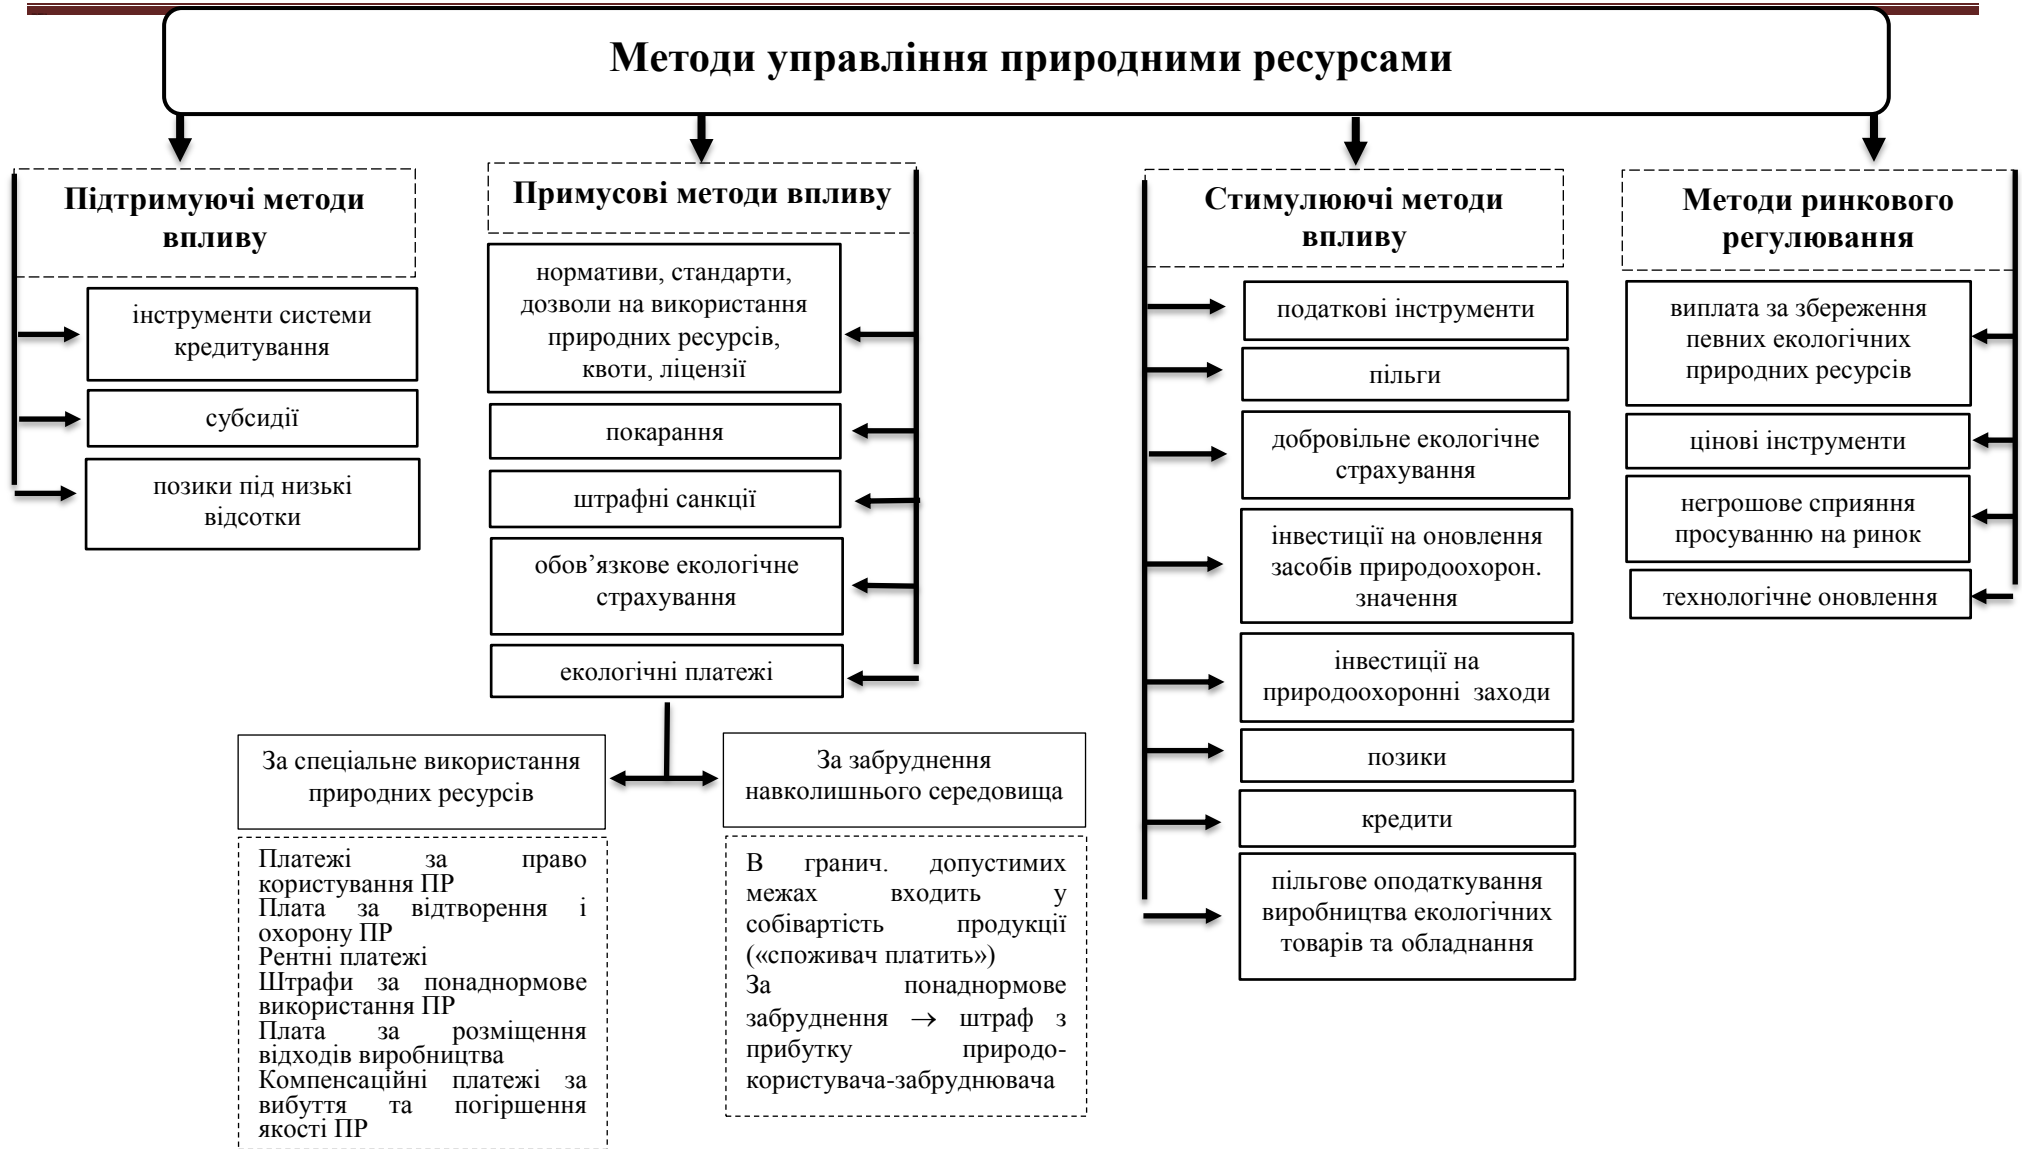 Методи управління природними ресурсами
Підтримуючі методи
впливу
інструменти системи
кредитування
субсидії
позики під низькі
відсотки
Примусові методи впливу
нормативи, стандарти,
дозволи на використання
природних ресурсів,
квоти, ліцензії
покарання
штрафні санкції
обов’язкове екологічне
страхування
екологічні платежі
За спеціальне використання
природних ресурсів
Платежі за право
користування ПР
Плата за відтворення і
охорону ПР
Рентні платежі
Штрафи за понаднормове
використання ПР
Плата за розміщення
відходів виробництва
Компенсаційні платежі за
вибуття та погіршення
якості ПР
За забруднення
навколишнього середовища
В гранич. допустимих
межах входить у
собівартість продукції
(«споживач платить»)
За понаднормове
забруднення → штраф з
прибутку природо-
користувача-забруднювача
Стимулюючі методи
впливу
податкові інструменти
пільги
добровільне екологічне
страхування
інвестиції на оновлення
засобів природоохорон.
значення
інвестиції на
природоохоронні заходи
позики
кредити
пільгове оподаткування
виробництва екологічних
товарів та обладнання
Методи ринкового
регулювання
виплата за збереження
певних екологічних
природних ресурсів
цінові інструменти
негрошове сприяння
просуванню на ринок
технологічне оновлення